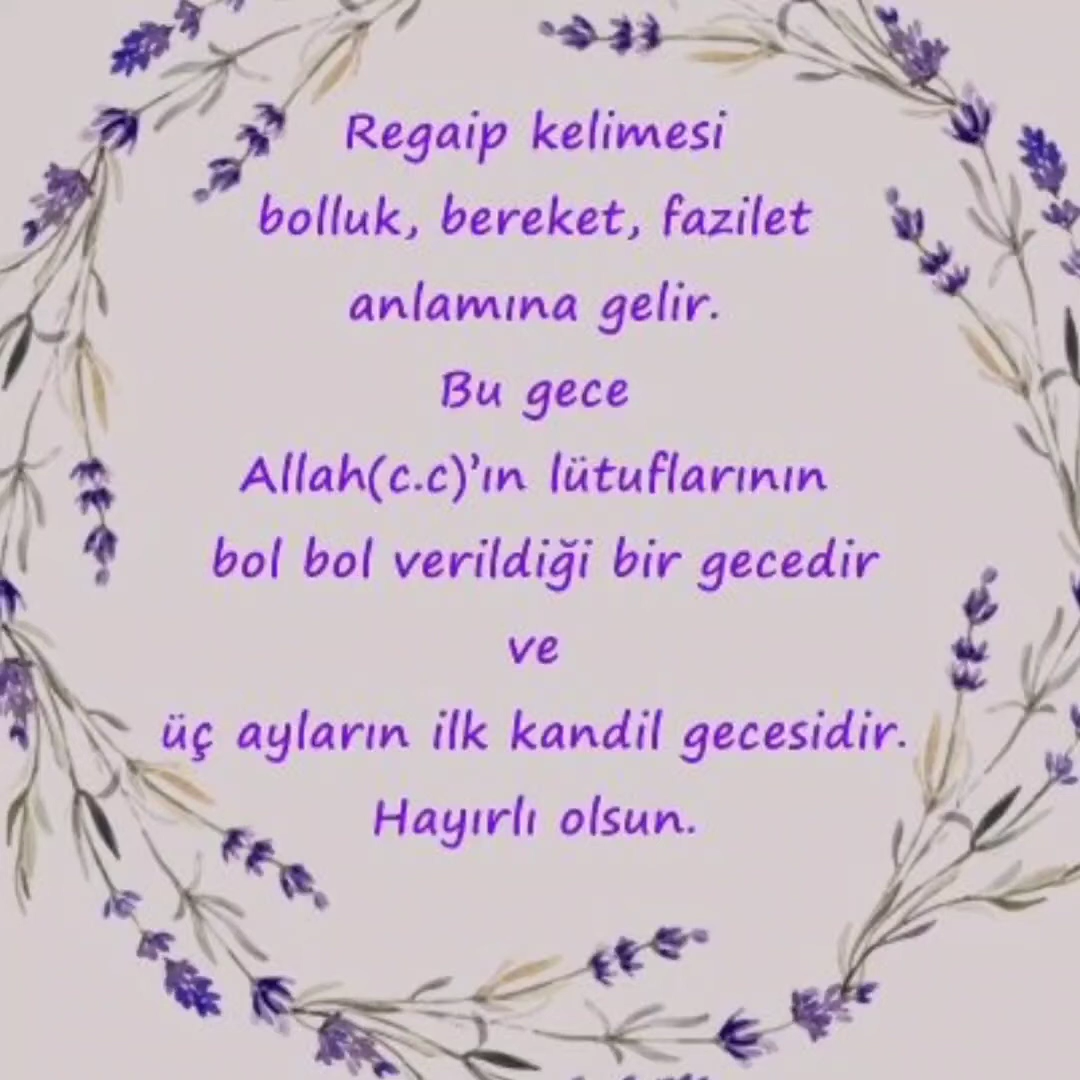 Regaip kelimesi
bolluk, bereket, fazilet
anlamına gelir.
Bu gece
Allah(c.c)’ın lütuflarının
bol bol verildiği bir gecedir
ve
üç ayların ilk kandil gecesidir.
Hayırlı olsun.